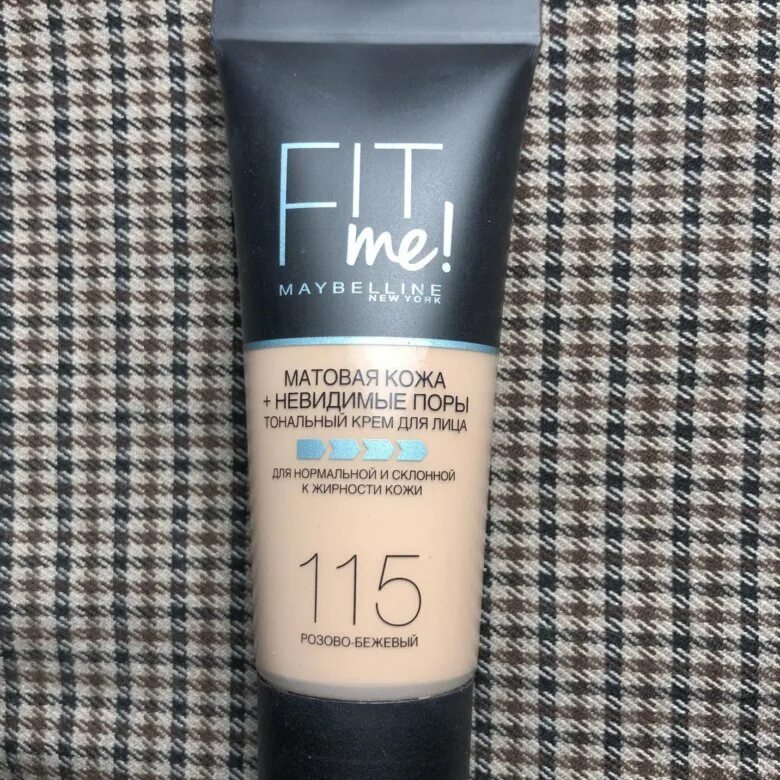 FIT
me!
MAYBELLINE
NEW YORK
МАТОВАЯ КОЖА
+ НЕВИДИМЫЕ ПОРЫ
ТОНАЛЬНЫЙ КРЕМ ДЛЯ ЛИЦА
ДЛЯ НОРМАЛЬНОЙ И СКЛОННОЙ
К ЖИРНОСТИ КОЖИ
115
РОЗОВО-БЕЖЕВЫЙ